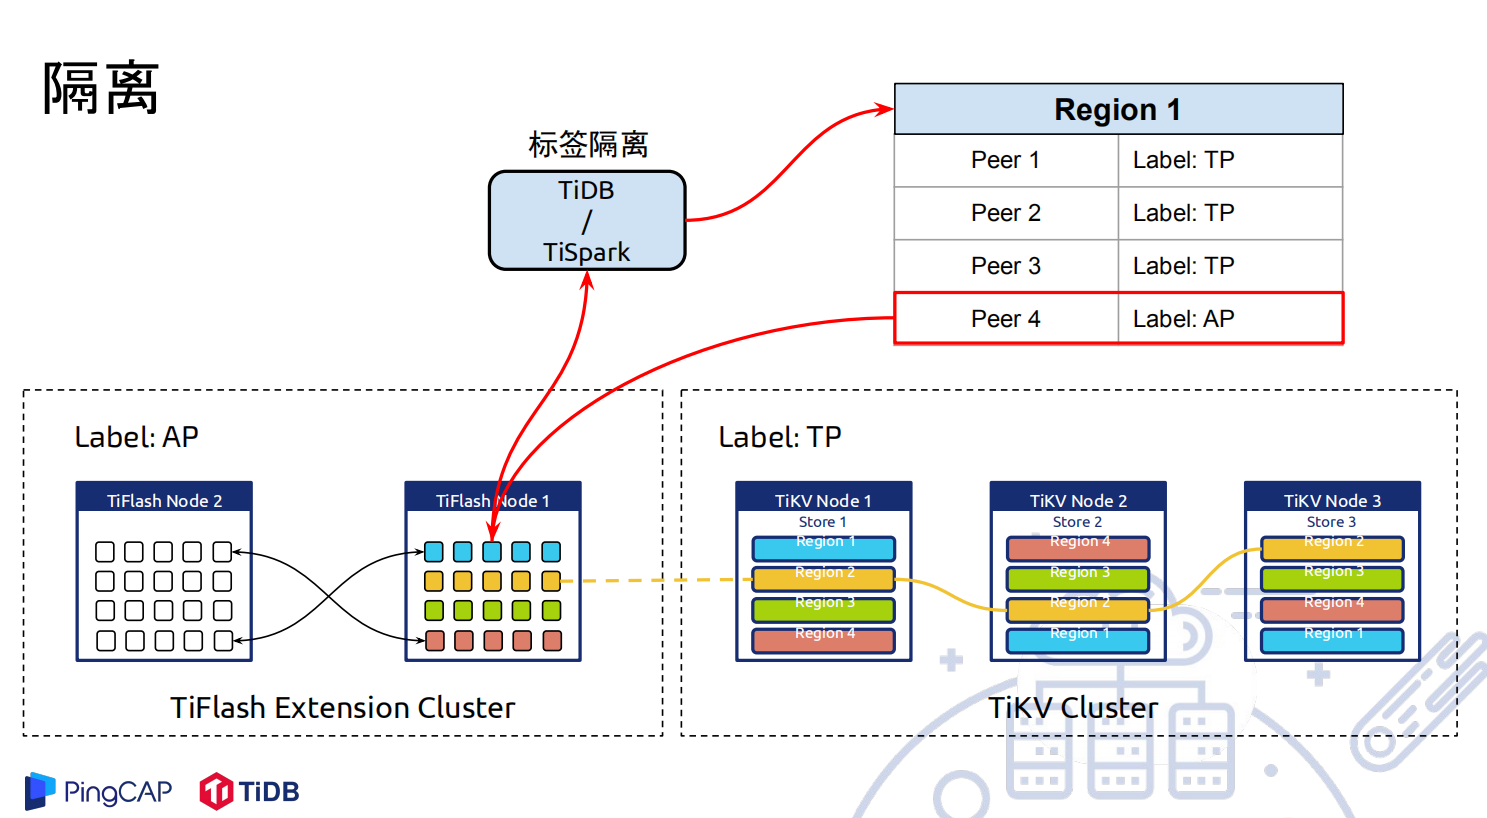 隔离
标签隔离
TiDB
/
TiSpark
Region 1
Peer 1 Label: TP
Peer 2 Label: TP
Peer 3 Label: TP
Peer 4 Label: AP
Label: AP
TiFlash Node 2
TiFlash Node 1
TiFlash Extension Cluster
Label: TP
TiKV Node 1
Store 1
Region 1
Region 2
Region 3
Region 4
TiKV Node 2
Store 2
Region 4
Region 3
Region 2
Region 1
TiKV Node 3
Store 3
Region 2
Region 3
Region 4
Region 1
TiKV Cluster
PingCAP
TiDB